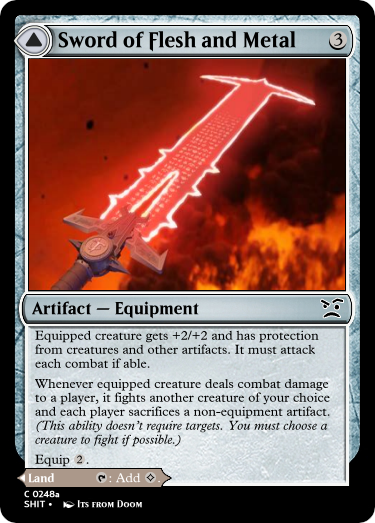 Sword of Flesh and Metal 3
Artifact — Equipment
Equipped creature gets +2/+2 and has protection
from creatures and other artifacts. It must attack
each combat if able.
Whenever equipped creature deals combat damage
to a player, it fights another creature of your choice
and each player sacrifices a non-equipment artifact.
(This ability doesn't require targets. You must choose a
creature to fight if possible.)
Equip 2.
Land : Add .
C 0248a
SHIT • Its from Doom